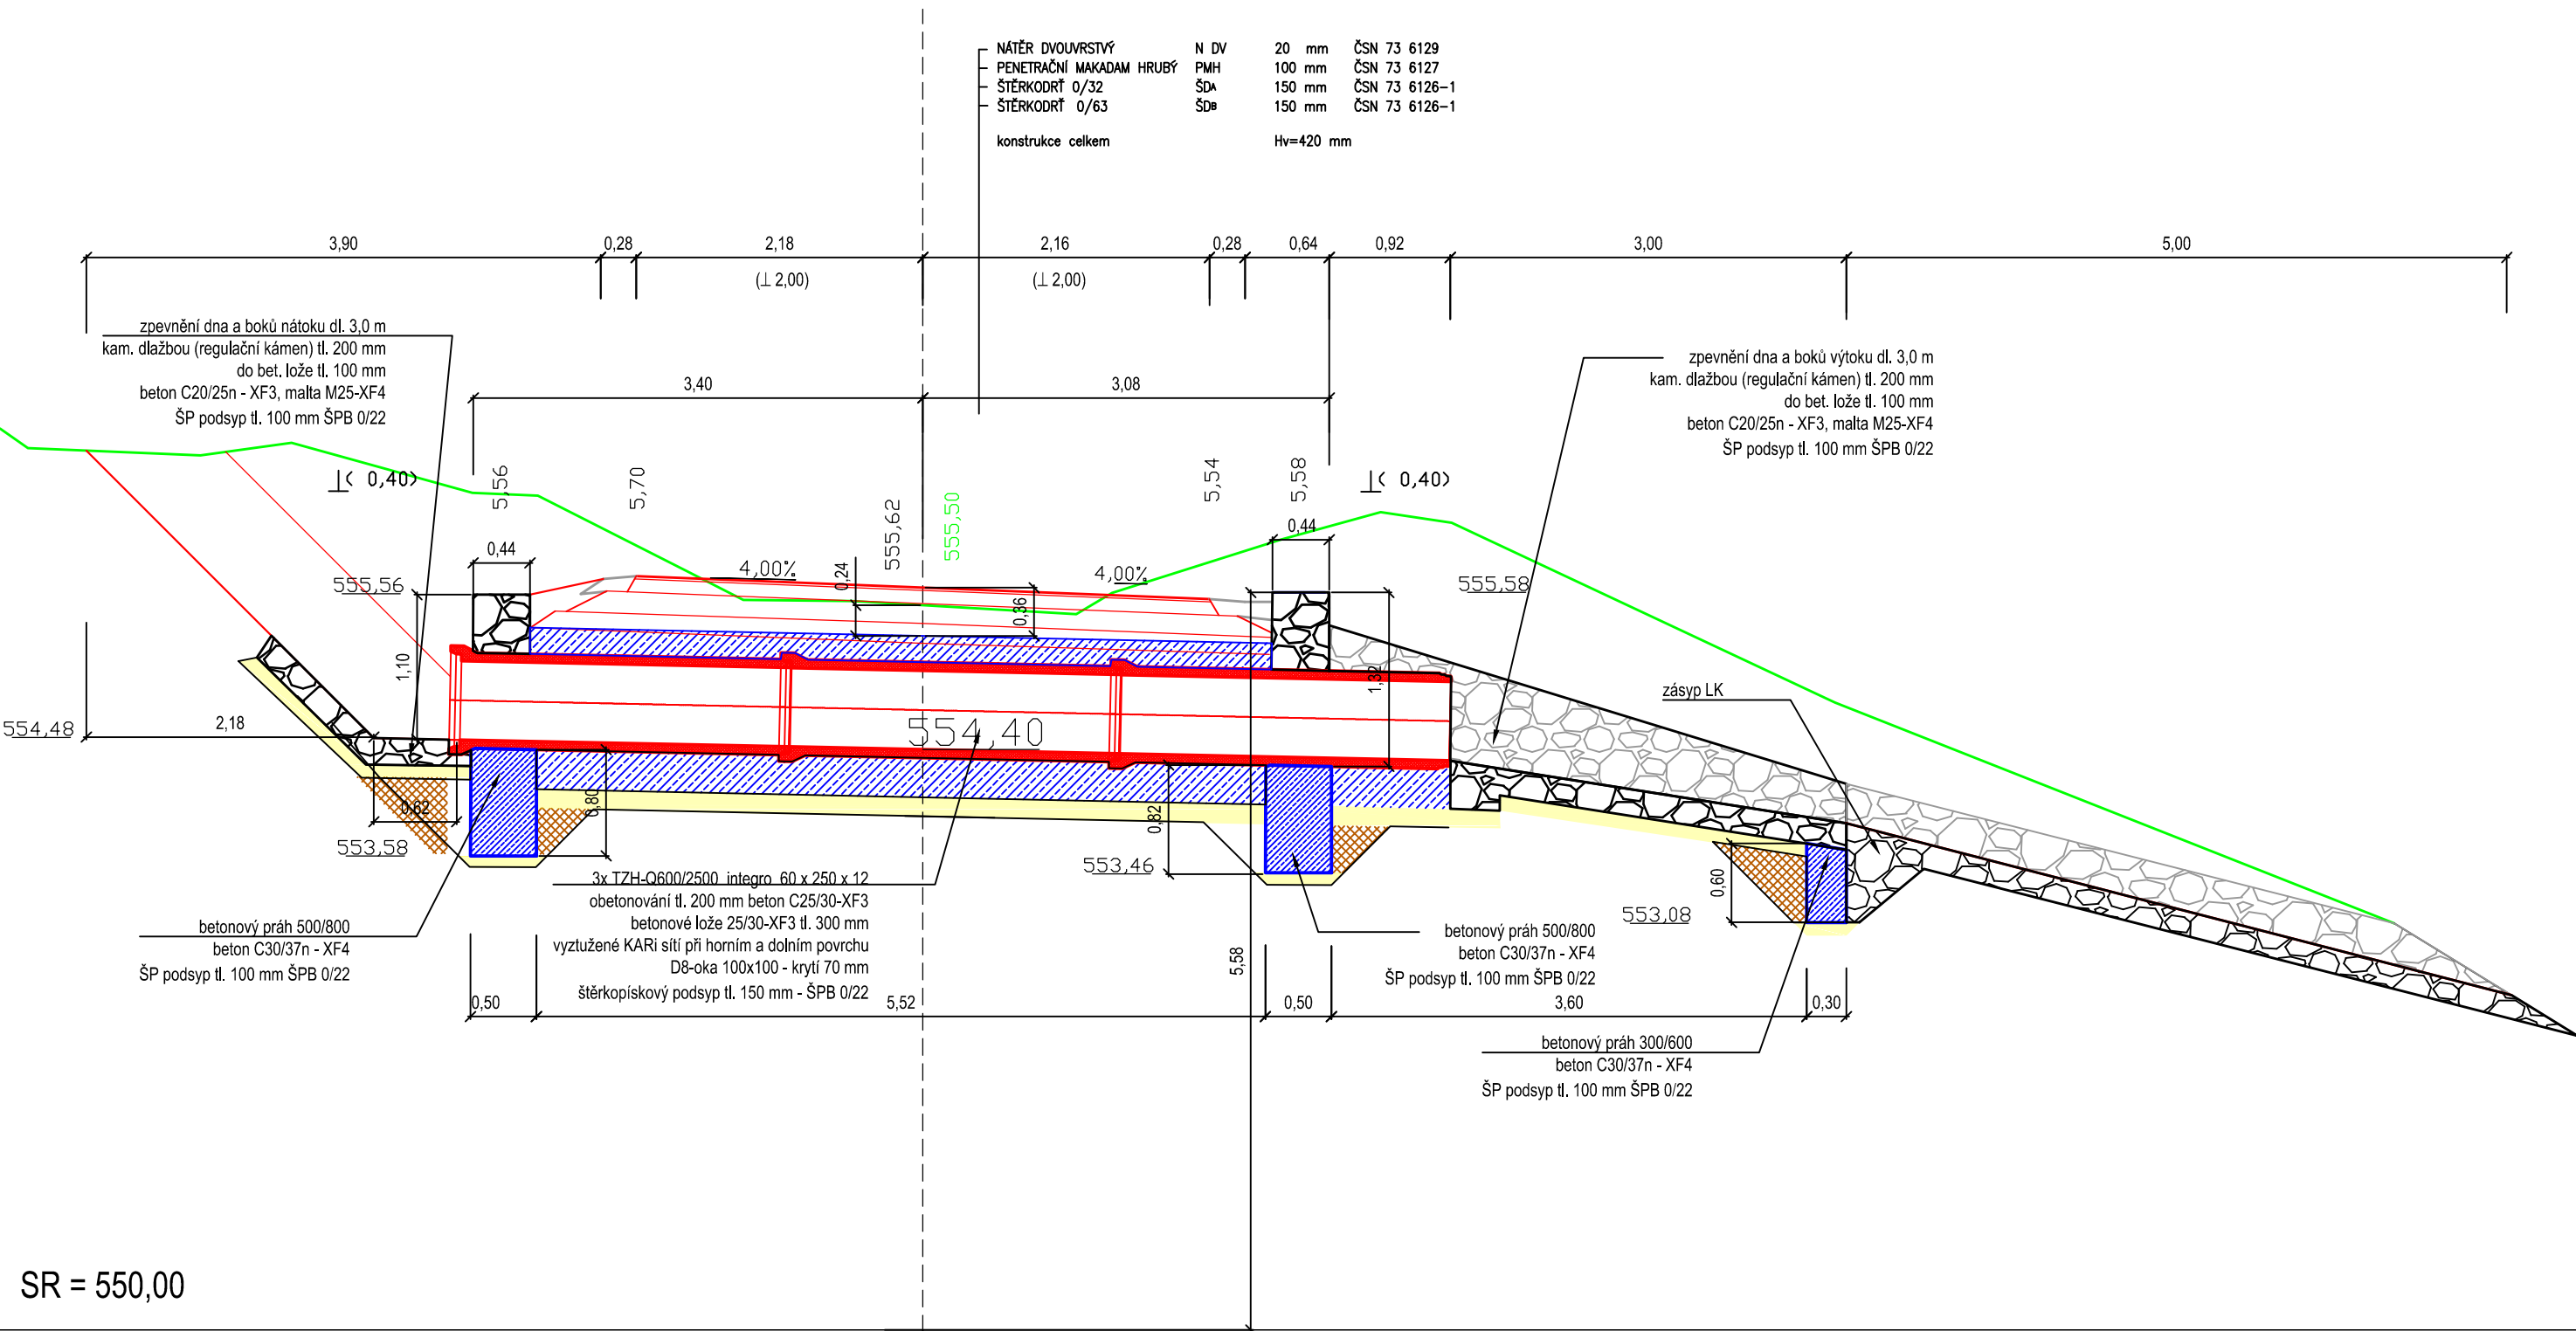 NÁTĚR DVOUVRSTVÝ N DV 20 mm ČSN 73 6129
PENETRAČNÍ MAKADAM HRUBÝ PMH 100 mm ČSN 73 6127
ŠTĚRKODRŤ 0/32 ŠDA 150 mm ČSN 73 6126-1
ŠTĚRKODRŤ 0/63 ŠDB 150 mm ČSN 73 6126-1
konstrukce celkem Hv=420 mm
3,90 0,28 2,18 2,16 0,28 0,64 0,92 3,00 5,00
(⊥ 2,00) (⊥ 2,00)
zpevnění dna a boků nátoku dl. 3,0 m
kam. dlažbou (regulační kámen) tl. 200 mm
do bet. lože tl. 100 mm
beton C20/25n - XF3, malta M25-XF4
ŠP podsyp tl. 100 mm ŠPB 0/22
zpevnění dna a boků výtoku dl. 3,0 m
kam. dlažbou (regulační kámen) tl. 200 mm
do bet. lože tl. 100 mm
beton C20/25n - XF3, malta M25-XF4
ŠP podsyp tl. 100 mm ŠPB 0/22
3,40 3,08
⊥( 0,40) 5,56 5,70 555,62 555,50 5,54 5,58 ⊥( 0,40)
0,44 0,44
555,56 4,00% 0,24 4,00% 0,36 555,58
1,10 1,32
zásyp LK
554,48 2,18 554,40
0,62 0,80 0,82
553,58 553,46 0,60 553,08
3x TZH-Q600/2500 integro 60 x 250 x 12
obetonování tl. 200 mm beton C25/30-XF3
betonové lože 25/30-XF3 tl. 300 mm
vyztužené KARi sítí při horním a dolním povrchu
D8-oka 100x100 - krytí 70 mm
štěrkopískový podsyp tl. 150 mm - ŠPB 0/22
betonový práh 500/800
beton C30/37n - XF4
ŠP podsyp tl. 100 mm ŠPB 0/22
betonový práh 500/800
beton C30/37n - XF4
ŠP podsyp tl. 100 mm ŠPB 0/22
5,58
0,50 5,52 0,50 3,60 0,30
betonový práh 300/600
beton C30/37n - XF4
ŠP podsyp tl. 100 mm ŠPB 0/22
SR = 550,00